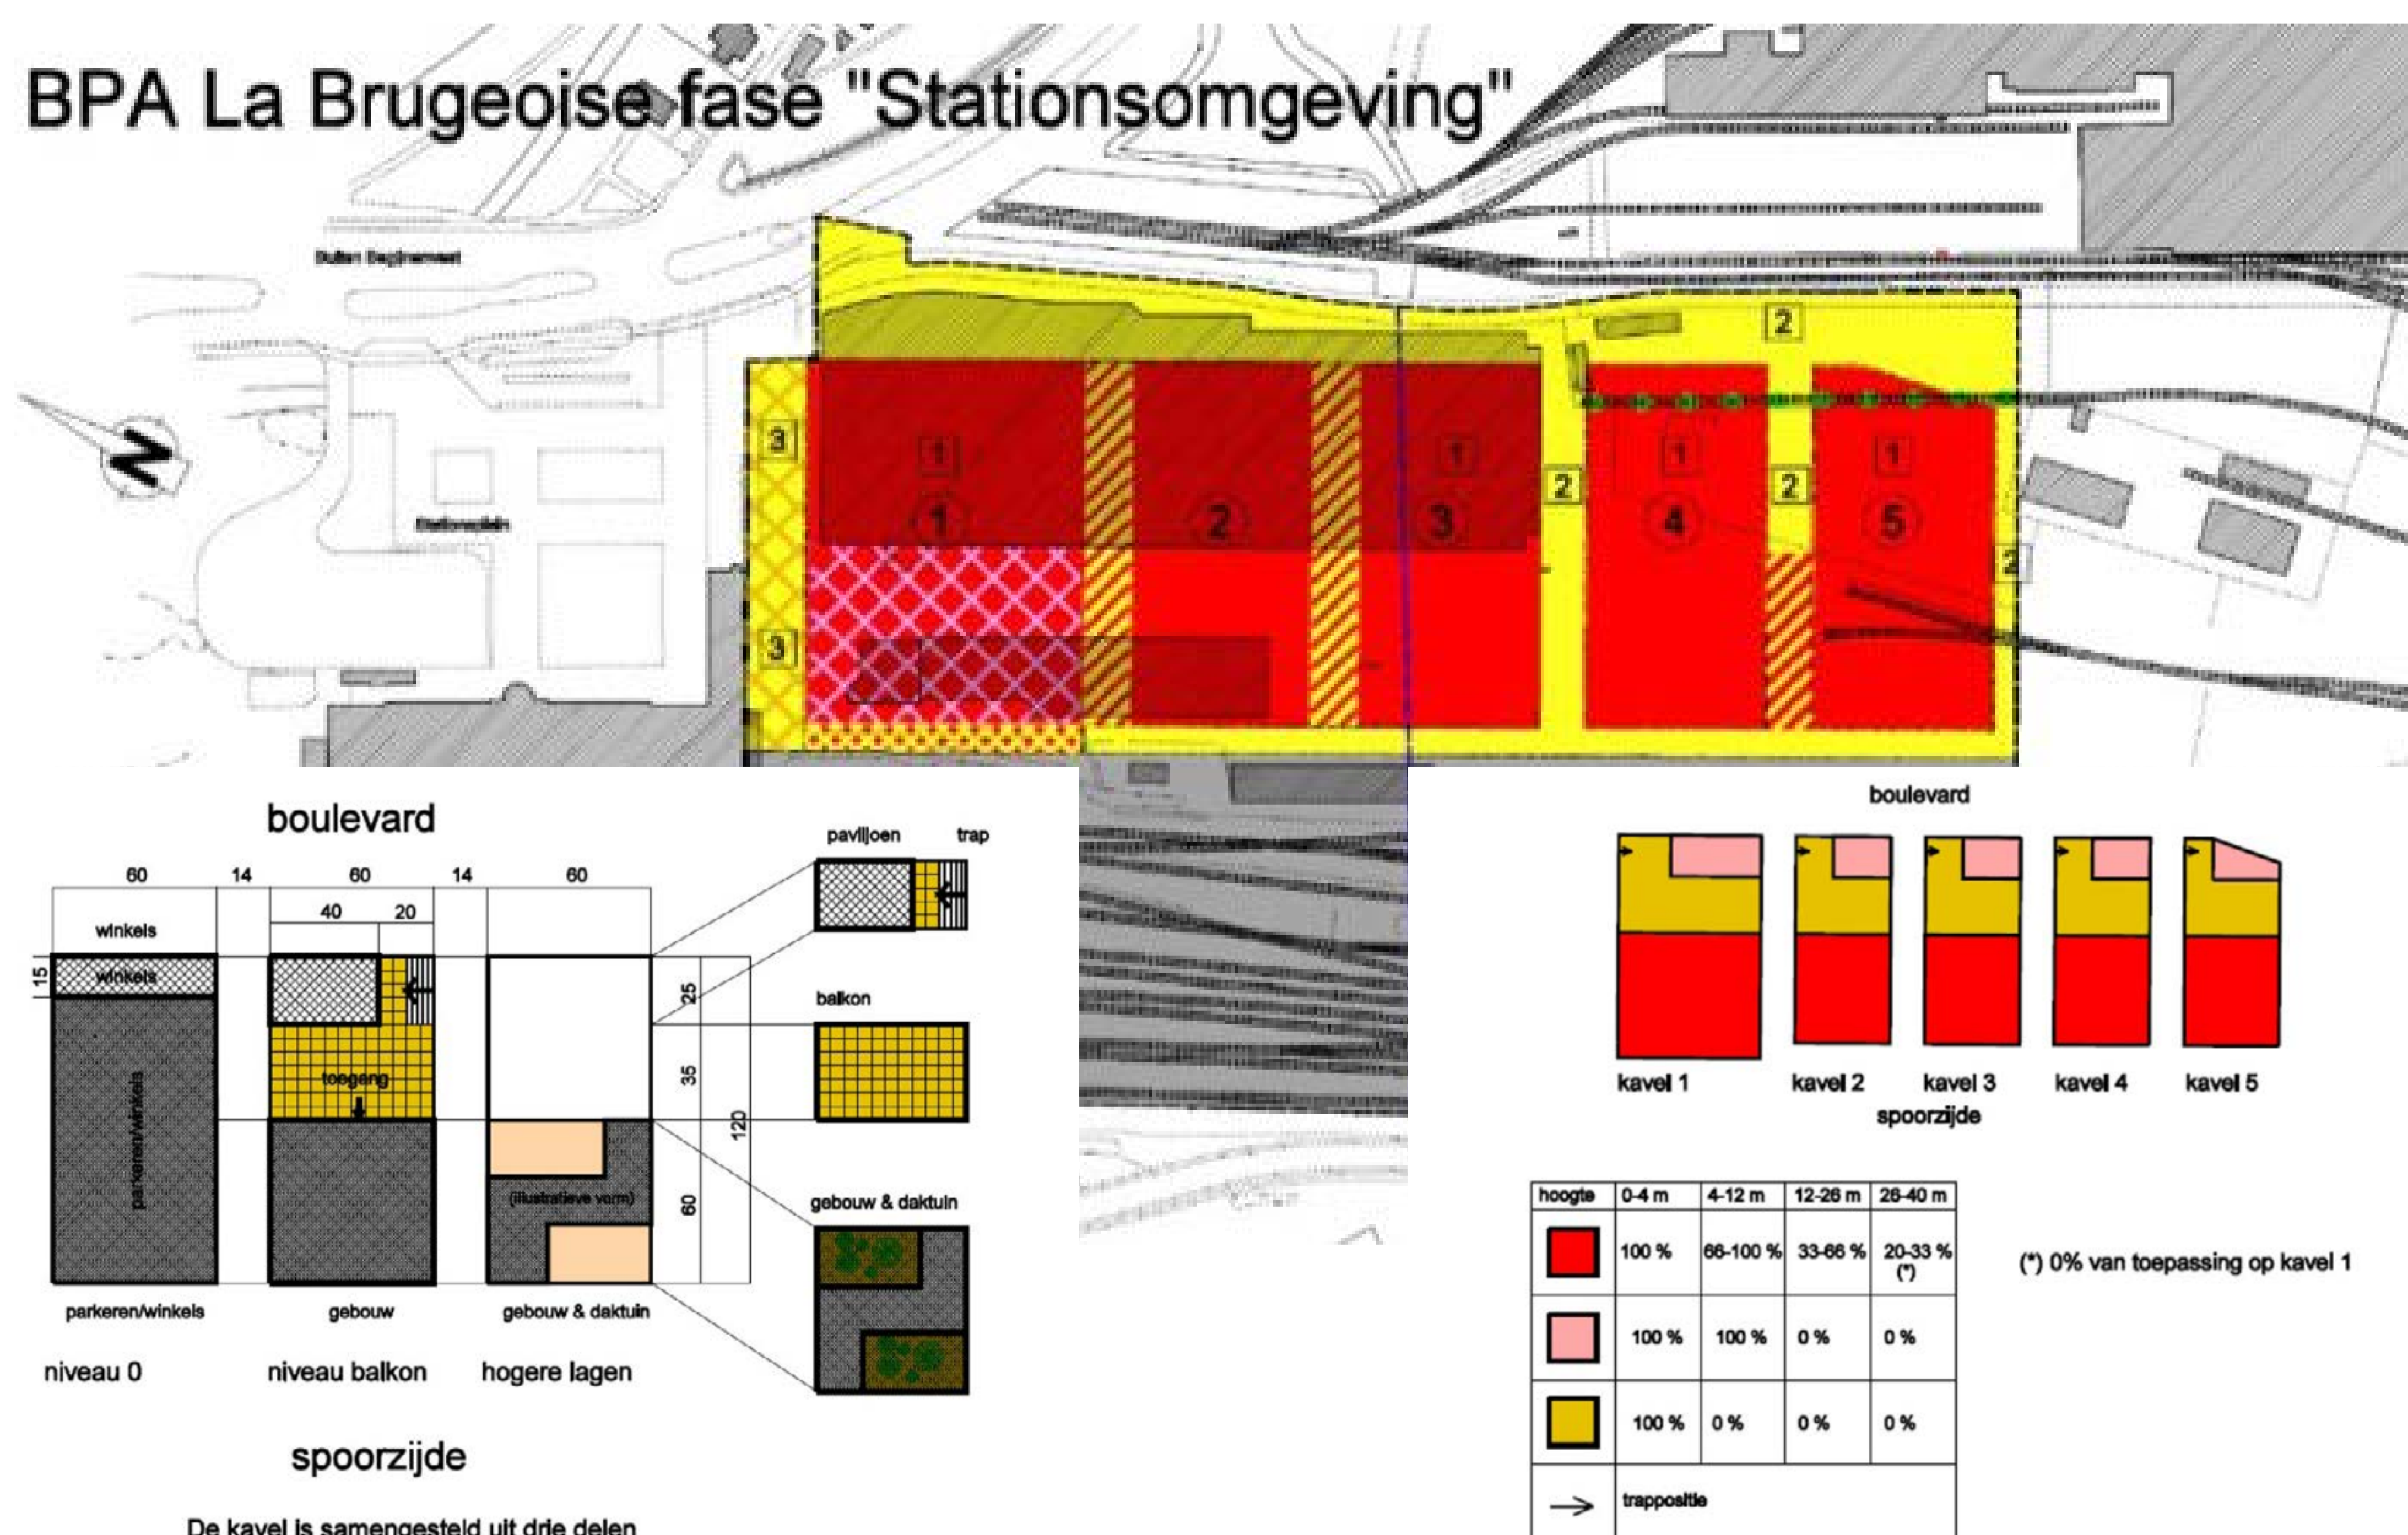 BPA La Brugeoise fase "Stationsomgeving"
Buiten Begijnenvest
Stationsplein
N
3
3
1
1
1
1
2
2
2
2
1
2
3
4
5
boulevard
60 14 60 14 60
40 20
winkels
15
winkels
parkeren/winkels
toegang
(illustratieve vorm)
25
35
60
120
parkeren/winkels gebouw gebouw & daktuin
niveau 0 niveau balkon hogere lagen
spoorzijde
De kavel is samengesteld uit drie delen
paviljoen trap
balkon
gebouw & daktuin
boulevard
kavel 1 kavel 2 kavel 3 kavel 4 kavel 5
spoorzijde
hoogte 0-4 m 4-12 m 12-26 m 26-40 m
100 % 66-100 % 33-66 % 20-33 %
(*)
100 % 100 % 0 % 0 %
100 % 0 % 0 % 0 %
trappositie
(*) 0% van toepassing op kavel 1